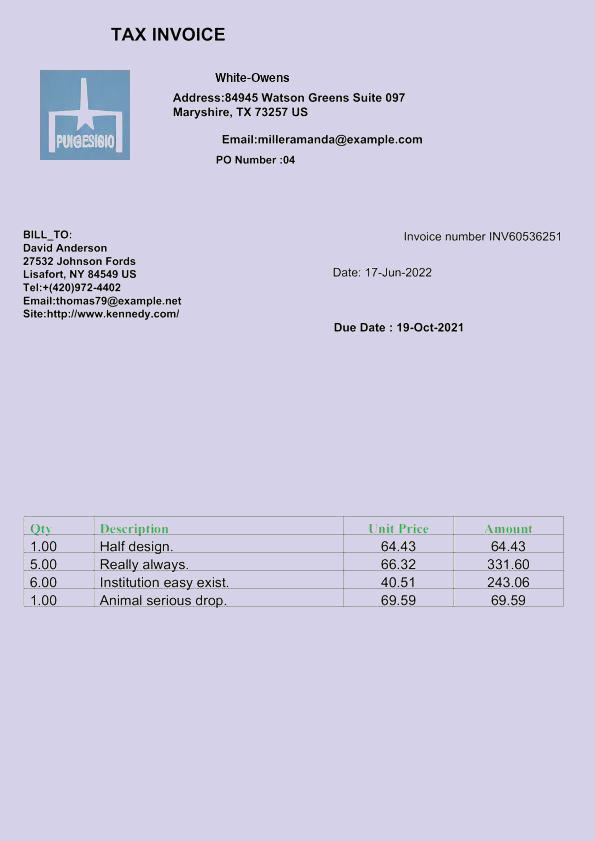 TAX INVOICE
White-Owens
Address:84945 Watson Greens Suite 097
Maryshire, TX 73257 US
Email:milleramanda@example.com
PO Number :04
PUIGESIGIO
BILL_TO:
David Anderson
27532 Johnson Fords
Lisafort, NY 84549 US
Tel:+(420)972-4402
Email:thomas79@example.net
Site:http://www.kennedy.com/
Invoice number INV60536251
Date: 17-Jun-2022
Due Date : 19-Oct-2021
Qty Description Unit Price Amount
1.00 Half design. 64.43 64.43
5.00 Really always. 66.32 331.60
6.00 Institution easy exist. 40.51 243.06
1.00 Animal serious drop. 69.59 69.59